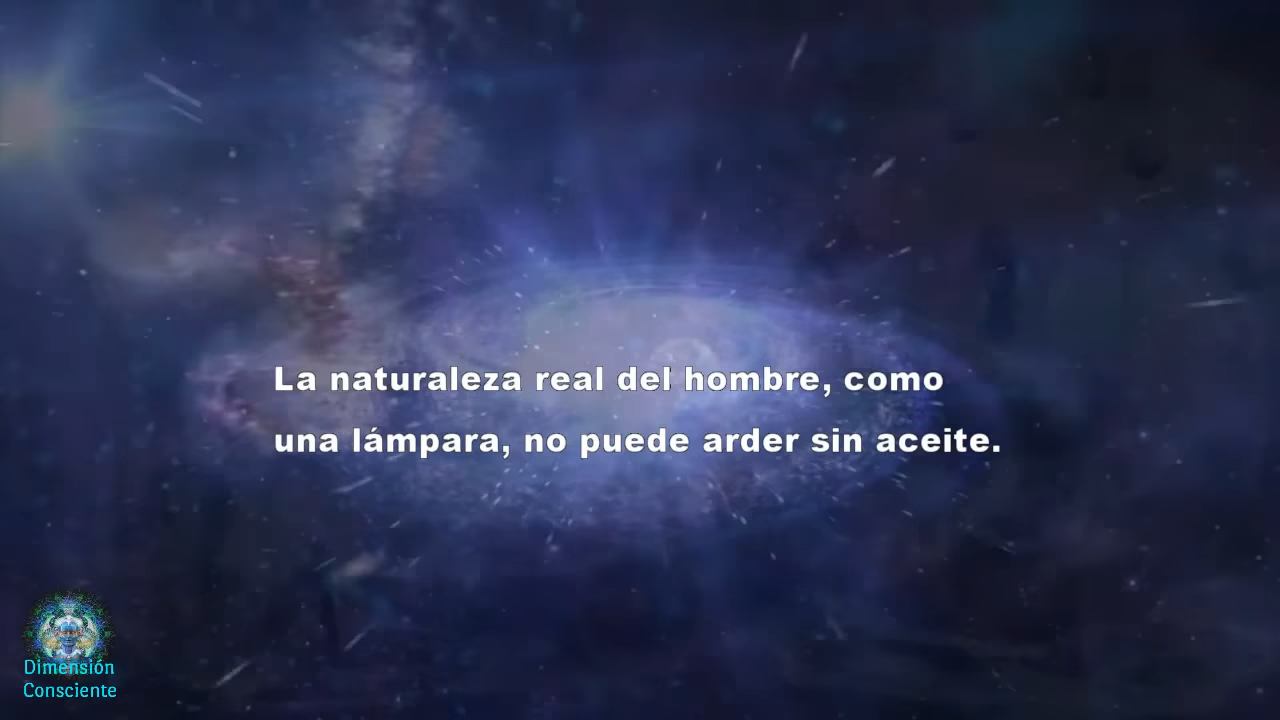 La naturaleza real del hombre, como
una lámpara, no puede arder sin aceite.
Dimensión
Consciente